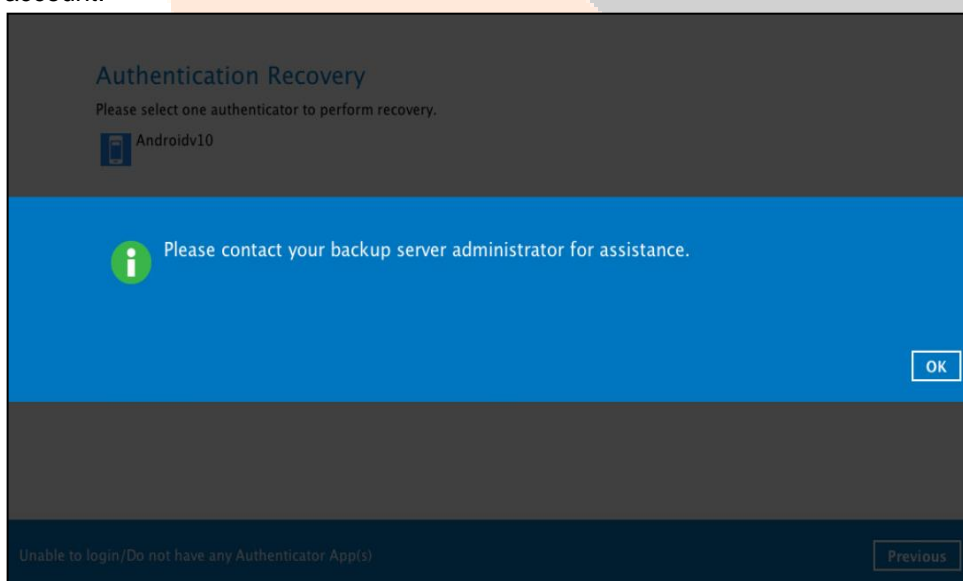 account.
Authentication Recovery
Please select one authenticator to perform recovery.
Androidv10
Please contact your backup server administrator for assistance.
OK
Unable to login/Do not have any Authenticator App(s)
Previous